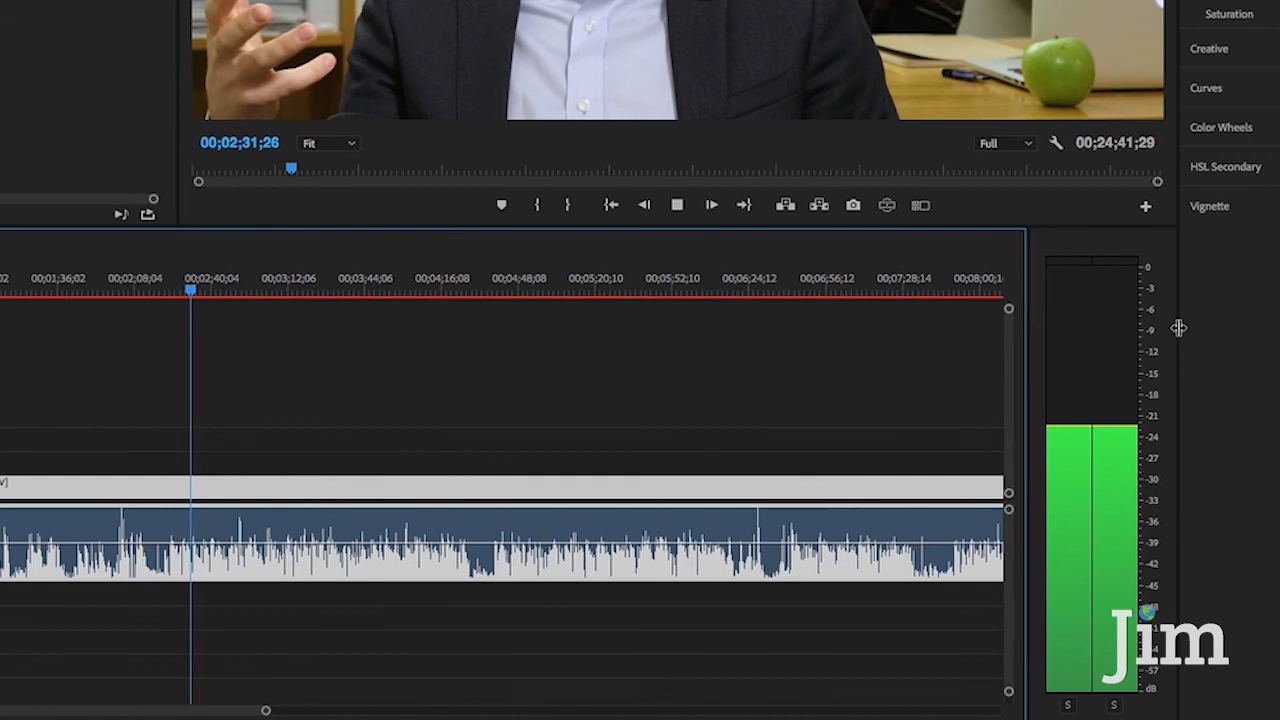 Saturation
Creative
Curves
Color Wheels
HSL Secondary
Vignette
00;02;31;26 Fit Full 00;24;41;29
00;01;36;02 00;02;08;04 00;02;40;04 00;03;12;06 00;03;44;06 00;04;16;08 00;04;48;08 00;05;20;10 00;05;52;10 00;06;24;12 00;06;56;12 00;07;28;14
V]
0
-3
-6
-9
-12
-15
-18
-21
-24
-27
-30
-33
-36
-39
-42
-45
-57
dB
S S
Jim